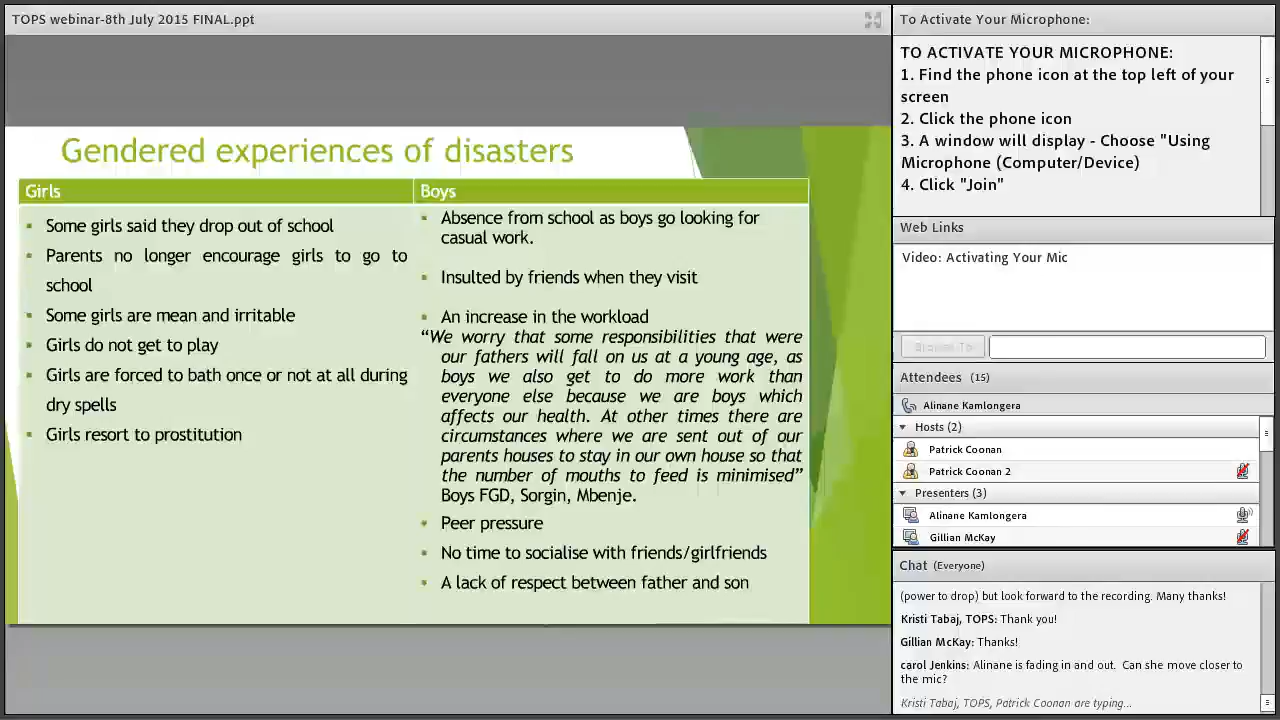 TOPS webinar-8th July 2015 FINAL.ppt
Gendered experiences of disasters
Girls
Some girls said they drop out of school
Parents no longer encourage girls to go to
school
Some girls are mean and irritable
Girls do not get to play
Girls are forced to bath once or not at all during
dry spells
Girls resort to prostitution
Boys
Absence from school as boys go looking for
casual work.
Insulted by friends when they visit
An increase in the workload
“We worry that some responsibilities that were
our fathers will fall on us at a young age, as
boys we also get to do more work than
everyone else because we are boys which
affects our health. At other times there are
circumstances where we are sent out of our
parents houses to stay in our own house so that
the number of mouths to feed is minimised”
Boys FGD, Sorgin, Mbenje.
Peer pressure
No time to socialise with friends/girlfriends
A lack of respect between father and son
To Activate Your Microphone:
TO ACTIVATE YOUR MICROPHONE:
1. Find the phone icon at the top left of your
screen
2. Click the phone icon
3. A window will display - Choose "Using
Microphone (Computer/Device)
4. Click "Join"
Web Links
Video: Activating Your Mic
Browse To
Attendees (15)
Alinane Kamlongera
Hosts (2)
Patrick Coonan
Patrick Coonan 2
Presenters (3)
Alinane Kamlongera
Gillian McKay
Chat (Everyone)
(power to drop) but look forward to the recording. Many thanks!
Kristi Tabaj, TOPS: Thank you!
Gillian McKay: Thanks!
carol Jenkins: Alinane is fading in and out. Can she move closer to
the mic?
Kristi Tabaj, TOPS, Patrick Coonan are typing...